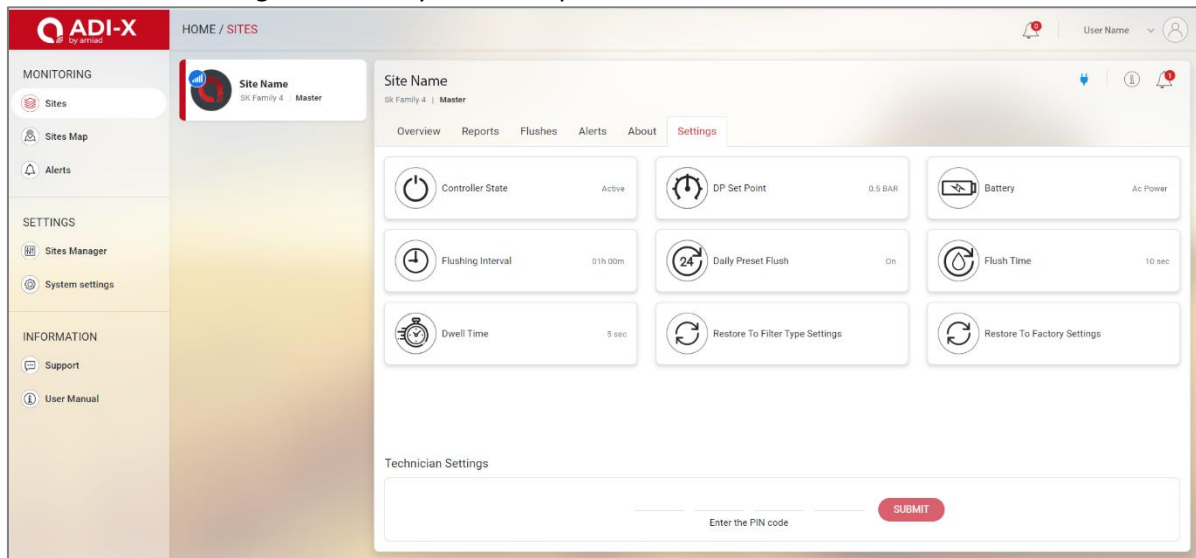 ADI-X
by amiad
HOME / SITES
0
User Name
MONITORING
Sites
Sites Map
Alerts
SETTINGS
Sites Manager
System settings
INFORMATION
Support
User Manual
Site Name
SK Family 4 | Master
Site Name
Sk Family 4 | Master
1
Overview Reports Flushes Alerts About Settings
Controller State Active
DP Set Point 0.5 BAR
Battery Ac Power
Flushing Interval 01h 00m
24 Daily Preset Flush On
Flush Time 10 sec
Dwell Time 5 sec
Restore To Filter Type Settings
Restore To Factory Settings
Technician Settings
Enter the PIN code
SUBMIT